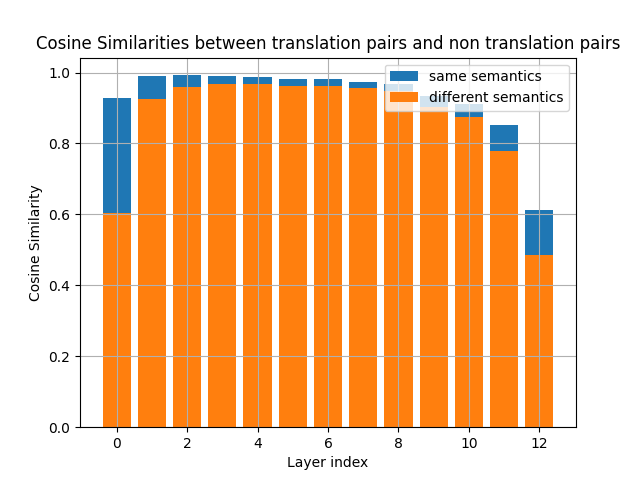 Cosine Similarities between translation pairs and non translation pairs
1.0
same semantics
different semantics
0.8
0.6
0.4
0.2
0.0
Cosine Similarity
0 2 4 6 8 10 12
Layer index